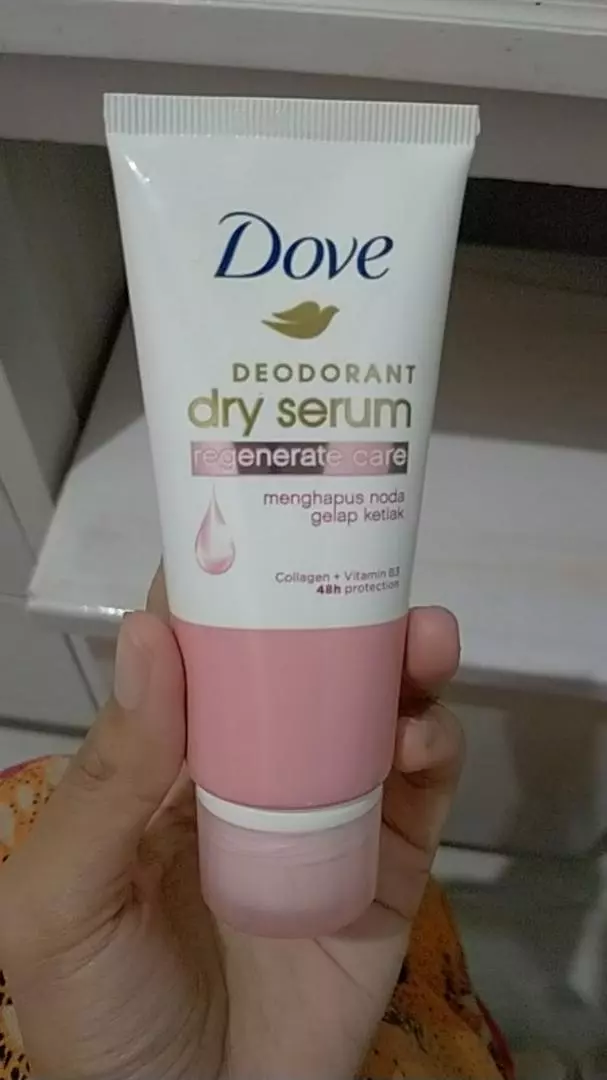 Dove
DEODORANT
dry serum
regenerate care
menghapus noda
gelap ketiak
Collagen + Vitamin B3
48h protection